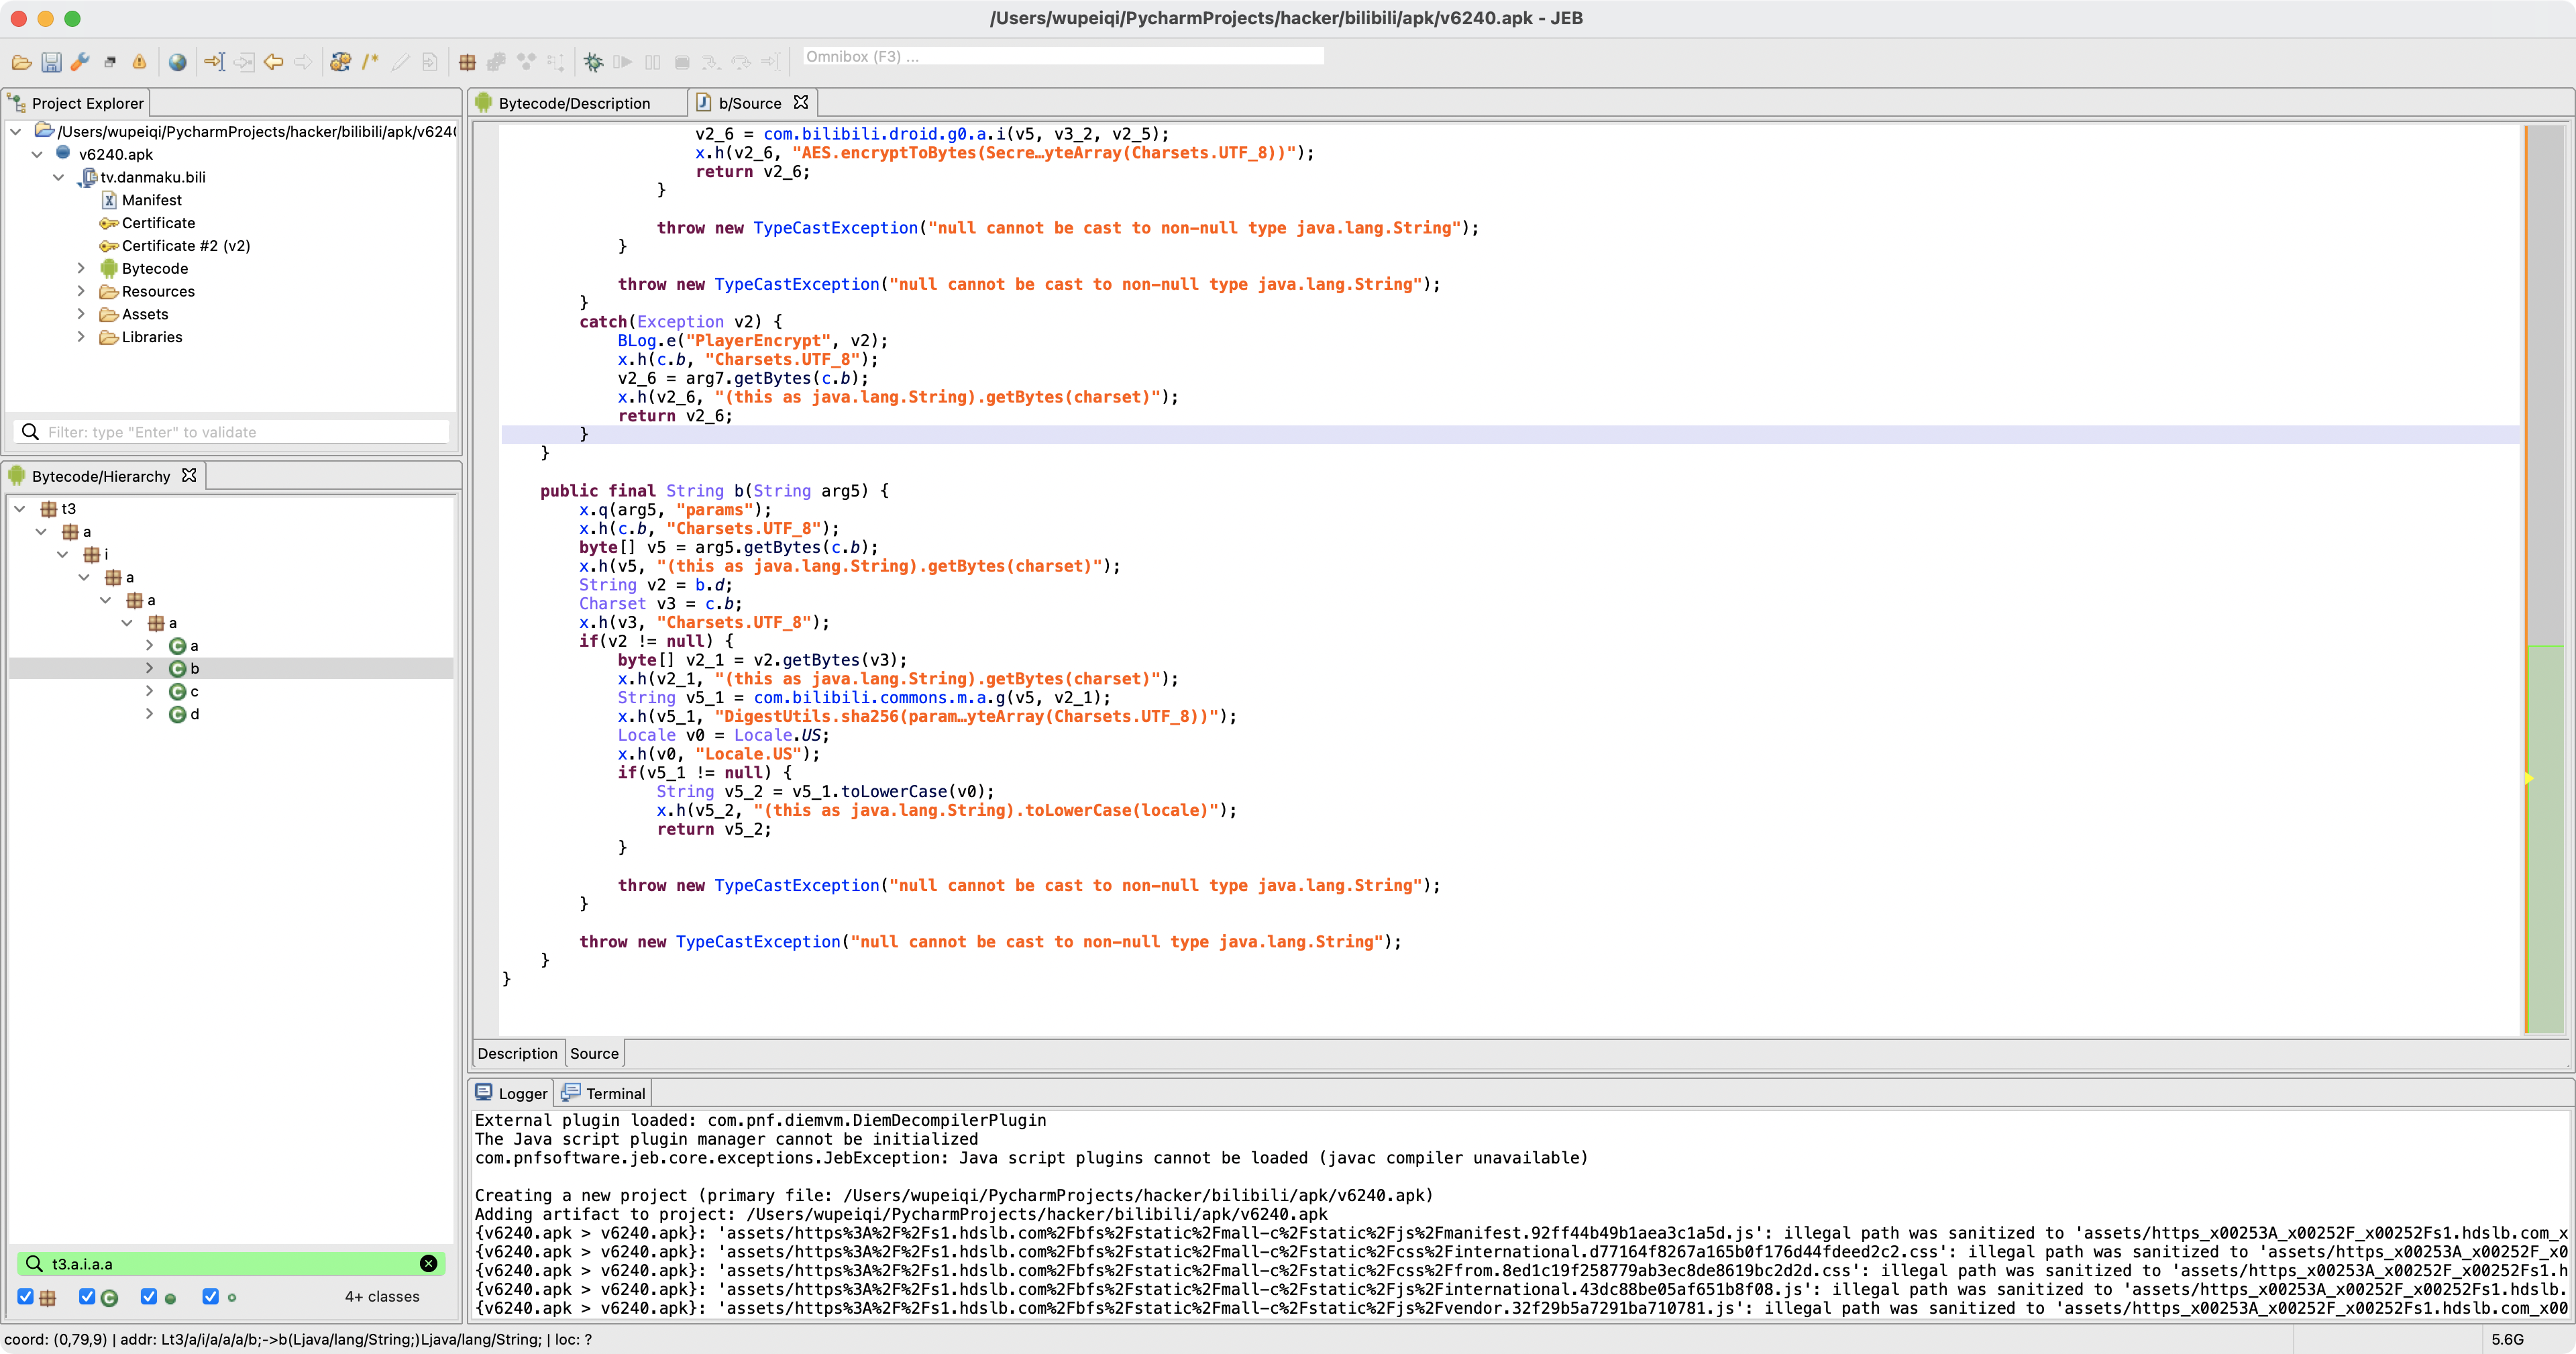 /Users/wupeiqi/PycharmProjects/hacker/bilibili/apk/v6240.apk - JEB
Omnibox (F3) ...
Project Explorer
/Users/wupeiqi/PycharmProjects/hacker/bilibili/apk/v624
v6240.apk
tv.danmaku.bili
Manifest
Certificate
Certificate #2 (v2)
Bytecode
Resources
Assets
Libraries
Filter: type "Enter" to validate
Bytecode/Hierarchy
t3
a
i
a
a
a
a
b
c
d
t3.a.i.a.a
4+ classes
Bytecode/Description
b/Source
v2_6 = com.bilibili.droid.g0.a.i(v5, v3_2, v2_5);
x.h(v2_6, "AES.encryptToBytes(Secre…yteArray(Charsets.UTF_8))");
return v2_6;
}
throw new TypeCastException("null cannot be cast to non-null type java.lang.String");
}
throw new TypeCastException("null cannot be cast to non-null type java.lang.String");
}
catch(Exception v2) {
BLog.e("PlayerEncrypt", v2);
x.h(c.b, "Charsets.UTF_8");
v2_6 = arg7.getBytes(c.b);
x.h(v2_6, "(this as java.lang.String).getBytes(charset)");
return v2_6;
}
}
public final String b(String arg5) {
x.q(arg5, "params");
x.h(c.b, "Charsets.UTF_8");
byte[] v5 = arg5.getBytes(c.b);
x.h(v5, "(this as java.lang.String).getBytes(charset)");
String v2 = b.d;
Charset v3 = c.b;
x.h(v3, "Charsets.UTF_8");
if(v2 != null) {
byte[] v2_1 = v2.getBytes(v3);
x.h(v2_1, "(this as java.lang.String).getBytes(charset)");
String v5_1 = com.bilibili.commons.m.a.g(v5, v2_1);
x.h(v5_1, "DigestUtils.sha256(param…yteArray(Charsets.UTF_8))");
Locale v0 = Locale.US;
x.h(v0, "Locale.US");
if(v5_1 != null) {
String v5_2 = v5_1.toLowerCase(v0);
x.h(v5_2, "(this as java.lang.String).toLowerCase(locale)");
return v5_2;
}
throw new TypeCastException("null cannot be cast to non-null type java.lang.String");
}
throw new TypeCastException("null cannot be cast to non-null type java.lang.String");
}
}
Description
Source
Logger
Terminal
External plugin loaded: com.pnf.diemvm.DiemDecompilerPlugin
The Java script plugin manager cannot be initialized
com.pnfsoftware.jeb.core.exceptions.JebException: Java script plugins cannot be loaded (javac compiler unavailable)
Creating a new project (primary file: /Users/wupeiqi/PycharmProjects/hacker/bilibili/apk/v6240.apk)
Adding artifact to project: /Users/wupeiqi/PycharmProjects/hacker/bilibili/apk/v6240.apk
{v6240.apk > v6240.apk}: 'assets/https%3A%2F%2Fs1.hdslb.com%2Fbfs%2Fstatic%2Fmall-c%2Fstatic%2Fjs%2Fmanifest.92ff44b49b1aea3c1a5d.js': illegal path was sanitized to 'assets/https_x00253A_x00252F_x00252Fs1.hdslb.com_x
{v6240.apk > v6240.apk}: 'assets/https%3A%2F%2Fs1.hdslb.com%2Fbfs%2Fstatic%2Fmall-c%2Fstatic%2Fcss%2Finternational.d77164f8267a165b0f176d44fdeed2c2.css': illegal path was sanitized to 'assets/https_x00253A_x00252F_x0
{v6240.apk > v6240.apk}: 'assets/https%3A%2F%2Fs1.hdslb.com%2Fbfs%2Fstatic%2Fmall-c%2Fstatic%2Fcss%2Ffrom.8ed1c19f258779ab3ec8de8619bc2d2d.css': illegal path was sanitized to 'assets/https_x00253A_x00252F_x00252Fs1.h
{v6240.apk > v6240.apk}: 'assets/https%3A%2F%2Fs1.hdslb.com%2Fbfs%2Fstatic%2Fmall-c%2Fstatic%2Fjs%2Finternational.43dc88be05af651b8f08.js': illegal path was sanitized to 'assets/https_x00253A_x00252F_x00252Fs1.hdslb.
{v6240.apk > v6240.apk}: 'assets/https%3A%2F%2Fs1.hdslb.com%2Fbfs%2Fstatic%2Fmall-c%2Fstatic%2Fjs%2Fvendor.32f29b5a7291ba710781.js': illegal path was sanitized to 'assets/https_x00253A_x00252F_x00252Fs1.hdslb.com_x00
coord: (0,79,9) | addr: Lt3/a/i/a/a/a/b;->b(Ljava/lang/String;)Ljava/lang/String; | loc: ?
5.6G